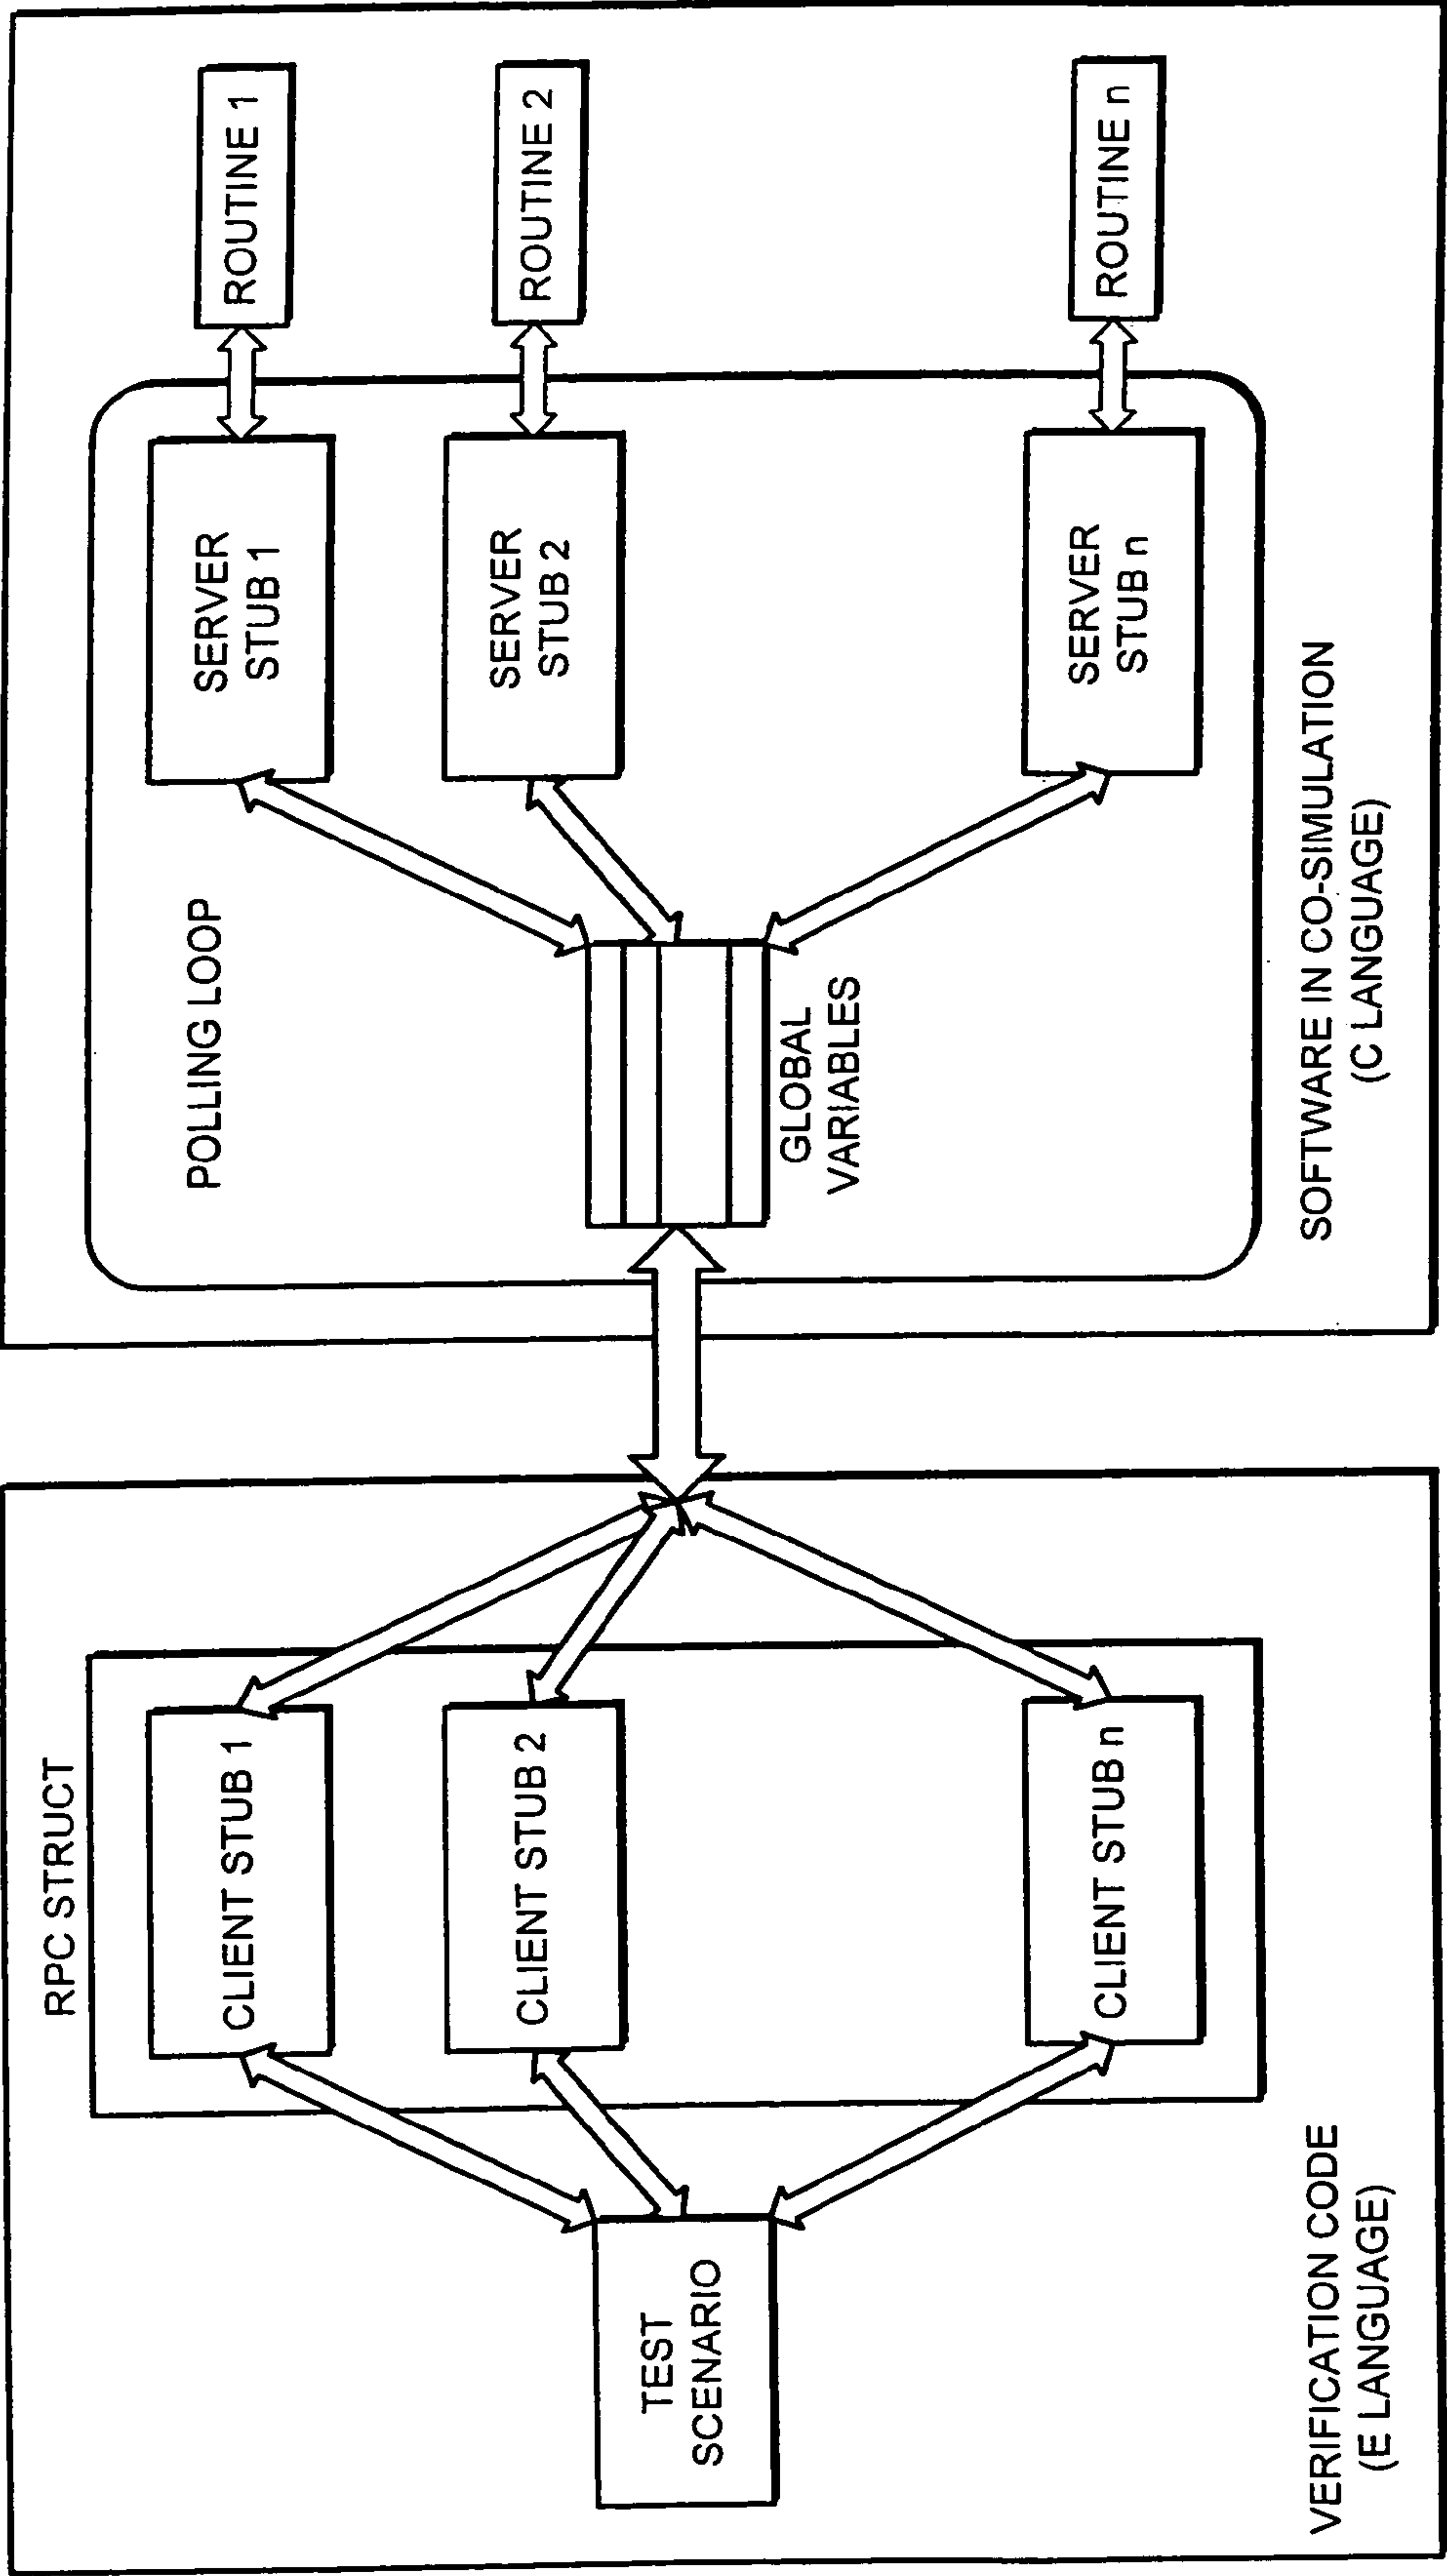 RPC STRUCT
CLIENT STUB 1
CLIENT STUB 2
CLIENT STUB n
TEST
SCENARIO
VERIFICATION CODE
(E LANGUAGE)
POLLING LOOP
GLOBAL
VARIABLES
SERVER
STUB 1
SERVER
STUB 2
SERVER
STUB n
ROUTINE 1
ROUTINE 2
ROUTINE n
SOFTWARE IN CO-SIMULATION
(C LANGUAGE)